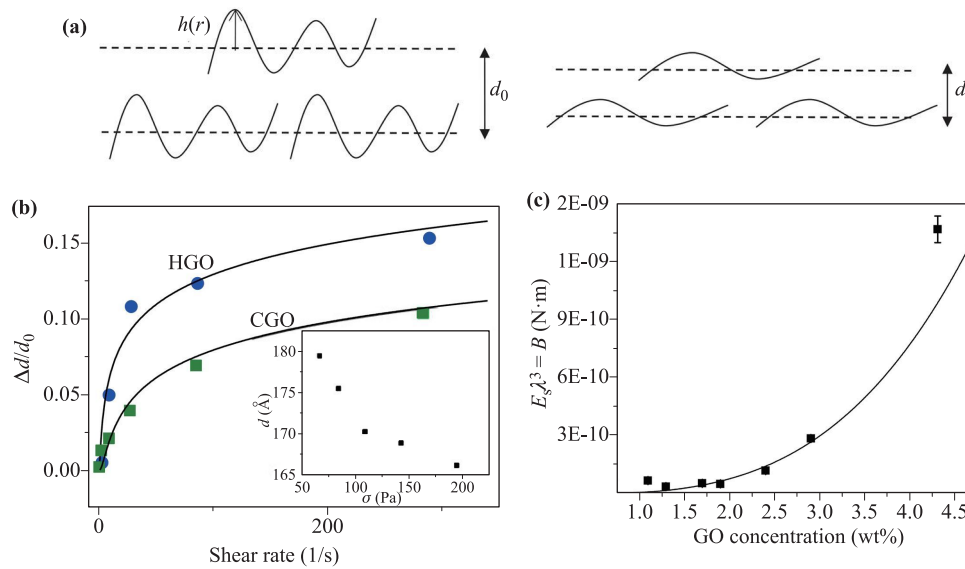 (a)
h(r)
d₀
d
(b)
Δd/d₀
0.15
0.10
0.05
0.00
HGO
CGO
d (Å)
180
175
170
165
50
100
150
200
σ (Pa)
0
200
Shear rate (1/s)
(c)
Eₛλ³ = B (N·m)
2E-09
1E-09
9E-10
6E-10
3E-10
1.0 1.5 2.0 2.5 3.0 3.5 4.0 4.5
GO concentration (wt%)